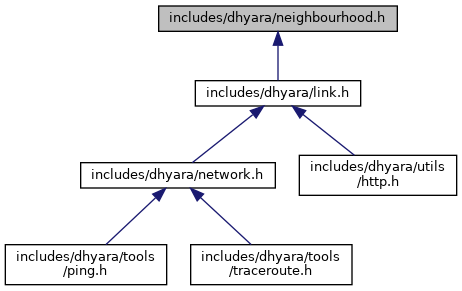 includes/dhyara/neighbourhood.h
includes/dhyara/link.h
includes/dhyara/network.h
includes/dhyara/utils
/http.h
includes/dhyara/tools
/ping.h
includes/dhyara/tools
/traceroute.h